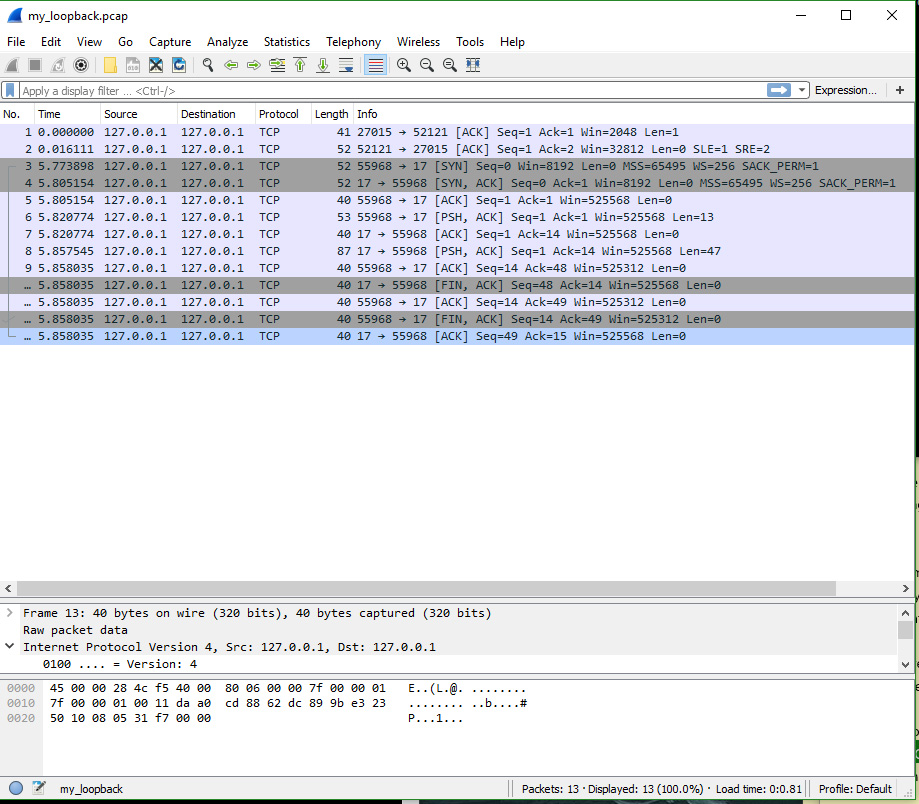 my_loopback.pcap
File Edit View Go Capture Analyze Statistics Telephony Wireless Tools Help
Apply a display filter ... <Ctrl-/> Expression... +
No. Time Source Destination Protocol Length Info
1 0.000000 127.0.0.1 127.0.0.1 TCP 41 27015 → 52121 [ACK] Seq=1 Ack=1 Win=2048 Len=1
2 0.016111 127.0.0.1 127.0.0.1 TCP 52 52121 → 27015 [ACK] Seq=1 Ack=2 Win=32812 Len=0 SLE=1 SRE=2
3 5.773898 127.0.0.1 127.0.0.1 TCP 52 55968 → 17 [SYN] Seq=0 Win=8192 Len=0 MSS=65495 WS=256 SACK_PERM=1
4 5.805154 127.0.0.1 127.0.0.1 TCP 52 17 → 55968 [SYN, ACK] Seq=0 Ack=1 Win=8192 Len=0 MSS=65495 WS=256 SACK_PERM=1
5 5.805154 127.0.0.1 127.0.0.1 TCP 40 55968 → 17 [ACK] Seq=1 Ack=1 Win=525568 Len=0
6 5.820774 127.0.0.1 127.0.0.1 TCP 53 55968 → 17 [PSH, ACK] Seq=1 Ack=1 Win=525568 Len=13
7 5.820774 127.0.0.1 127.0.0.1 TCP 40 17 → 55968 [ACK] Seq=1 Ack=14 Win=525568 Len=0
8 5.857545 127.0.0.1 127.0.0.1 TCP 87 17 → 55968 [PSH, ACK] Seq=1 Ack=14 Win=525568 Len=47
9 5.858035 127.0.0.1 127.0.0.1 TCP 40 55968 → 17 [ACK] Seq=14 Ack=48 Win=525312 Len=0
… 5.858035 127.0.0.1 127.0.0.1 TCP 40 17 → 55968 [FIN, ACK] Seq=48 Ack=14 Win=525568 Len=0
… 5.858035 127.0.0.1 127.0.0.1 TCP 40 55968 → 17 [ACK] Seq=14 Ack=49 Win=525312 Len=0
… 5.858035 127.0.0.1 127.0.0.1 TCP 40 55968 → 17 [FIN, ACK] Seq=14 Ack=49 Win=525312 Len=0
… 5.858035 127.0.0.1 127.0.0.1 TCP 40 17 → 55968 [ACK] Seq=49 Ack=15 Win=525568 Len=0
Frame 13: 40 bytes on wire (320 bits), 40 bytes captured (320 bits)
Raw packet data
Internet Protocol Version 4, Src: 127.0.0.1, Dst: 127.0.0.1
0100 .... = Version: 4
0000 45 00 00 28 4c f5 40 00 80 06 00 00 7f 00 00 01 E..(L.@. ........
0010 7f 00 00 01 00 11 da a0 cd 88 62 dc 89 9b e3 23 ........ ..b....#
0020 50 10 08 05 31 f7 00 00 P...1...
my_loopback Packets: 13 · Displayed: 13 (100.0%) · Load time: 0:0.81 Profile: Default